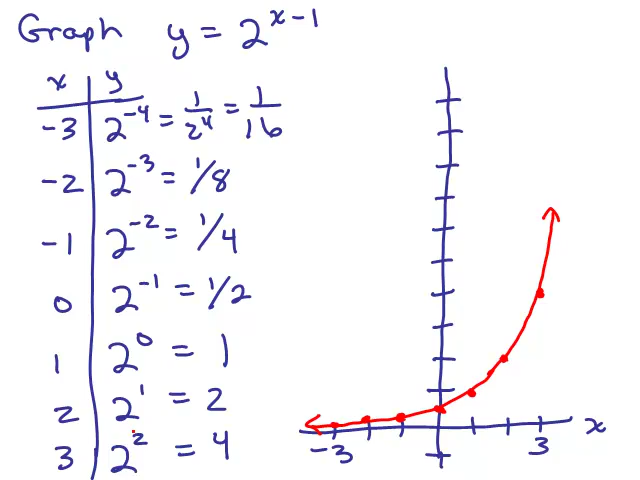 Graph y = 2^(x-1)
x y
-3 2^-4 = 1/2^4 = 1/16
-2 2^-3 = 1/8
-1 2^-2 = 1/4
0 2^-1 = 1/2
1 2^0 = 1
2 2^1 = 2
3 2^2 = 4
-3 3 x